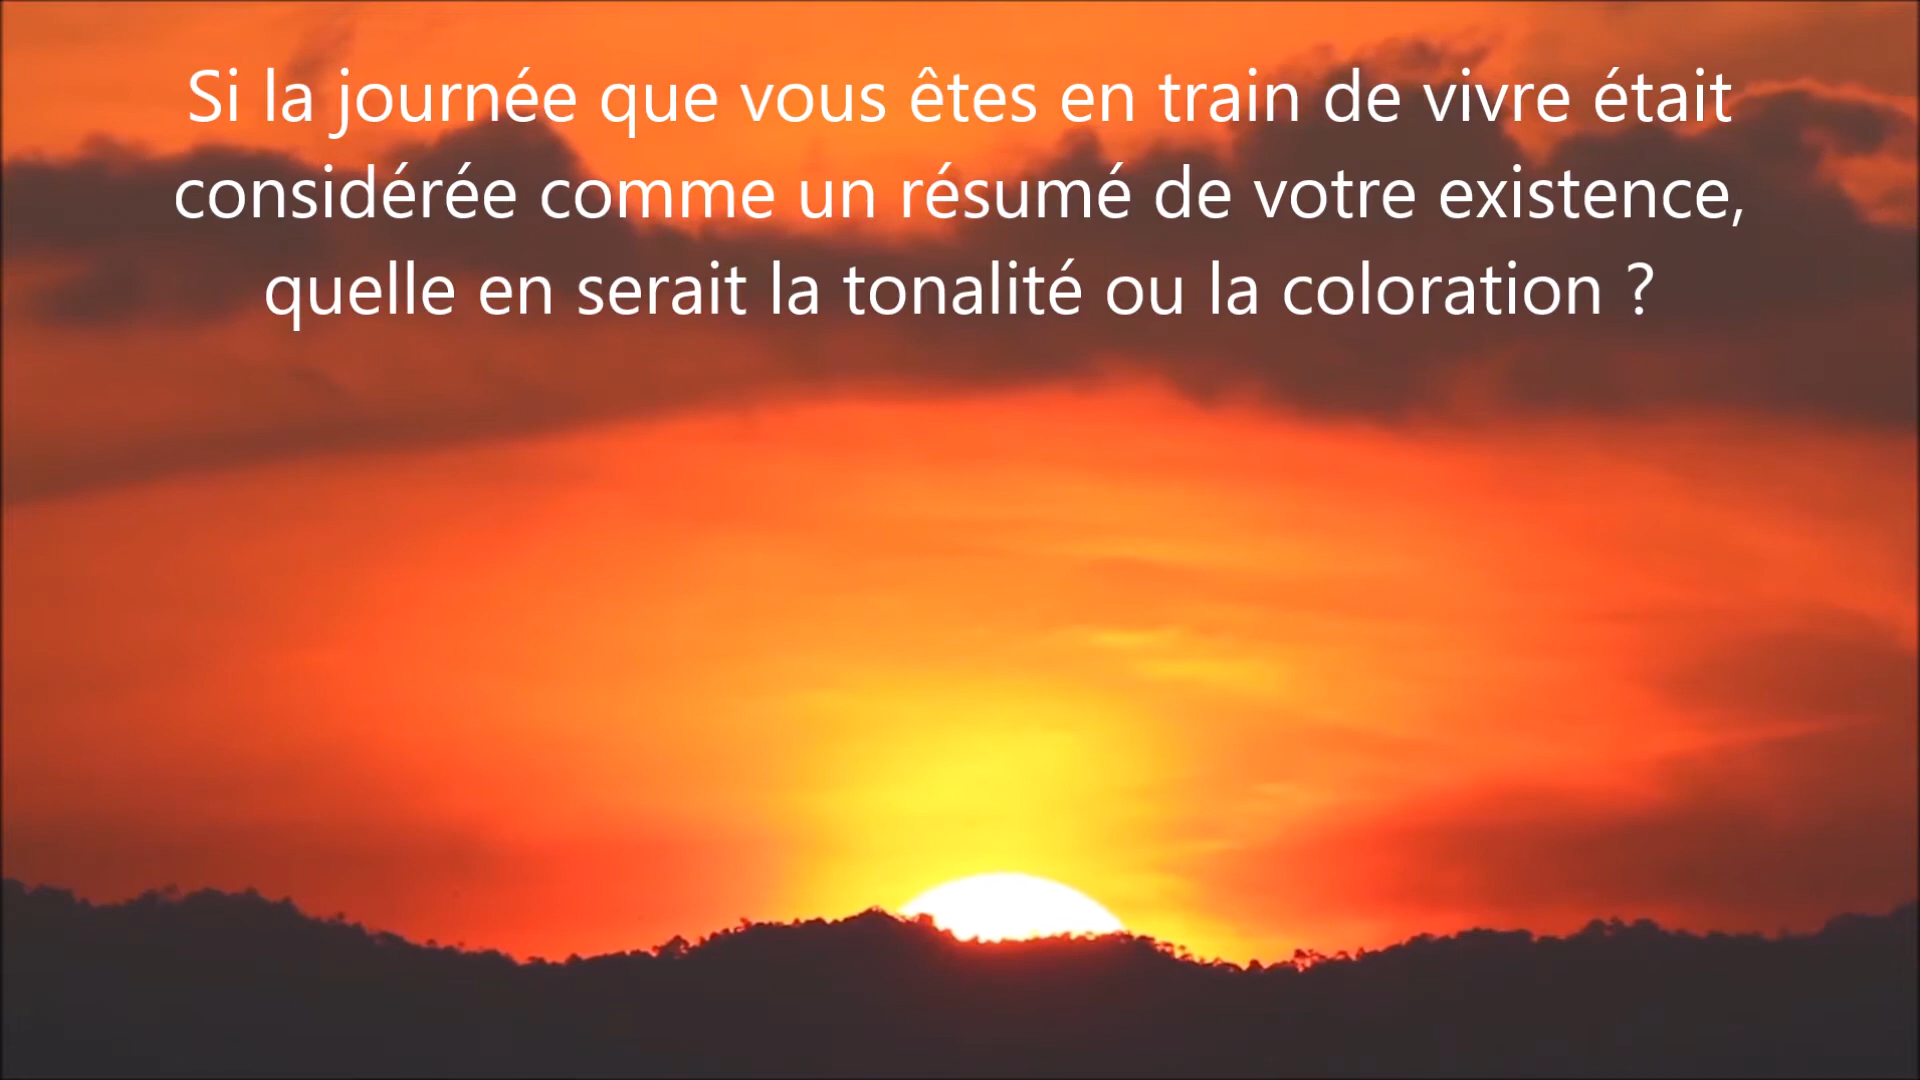 Si la journée que vous êtes en train de vivre était
considérée comme un résumé de votre existence,
quelle en serait la tonalité ou la coloration ?